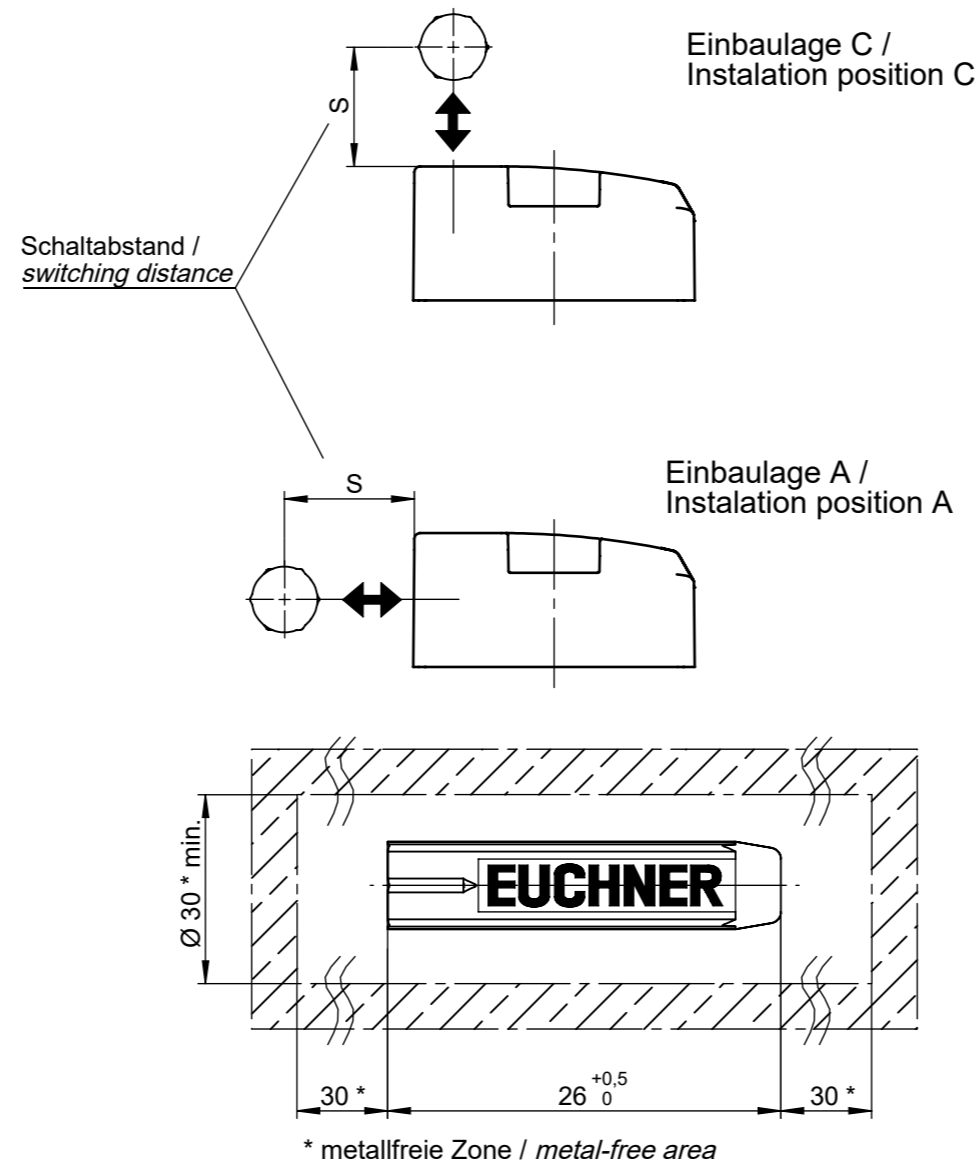 Einbaulage C /
Instalation position C
S
Schaltabstand /
switching distance
Einbaulage A /
Instalation position A
S
Ø 30 * min.
EUCHNER
30 *
26 +0,5 0
30 *
* metallfreie Zone / metal-free area